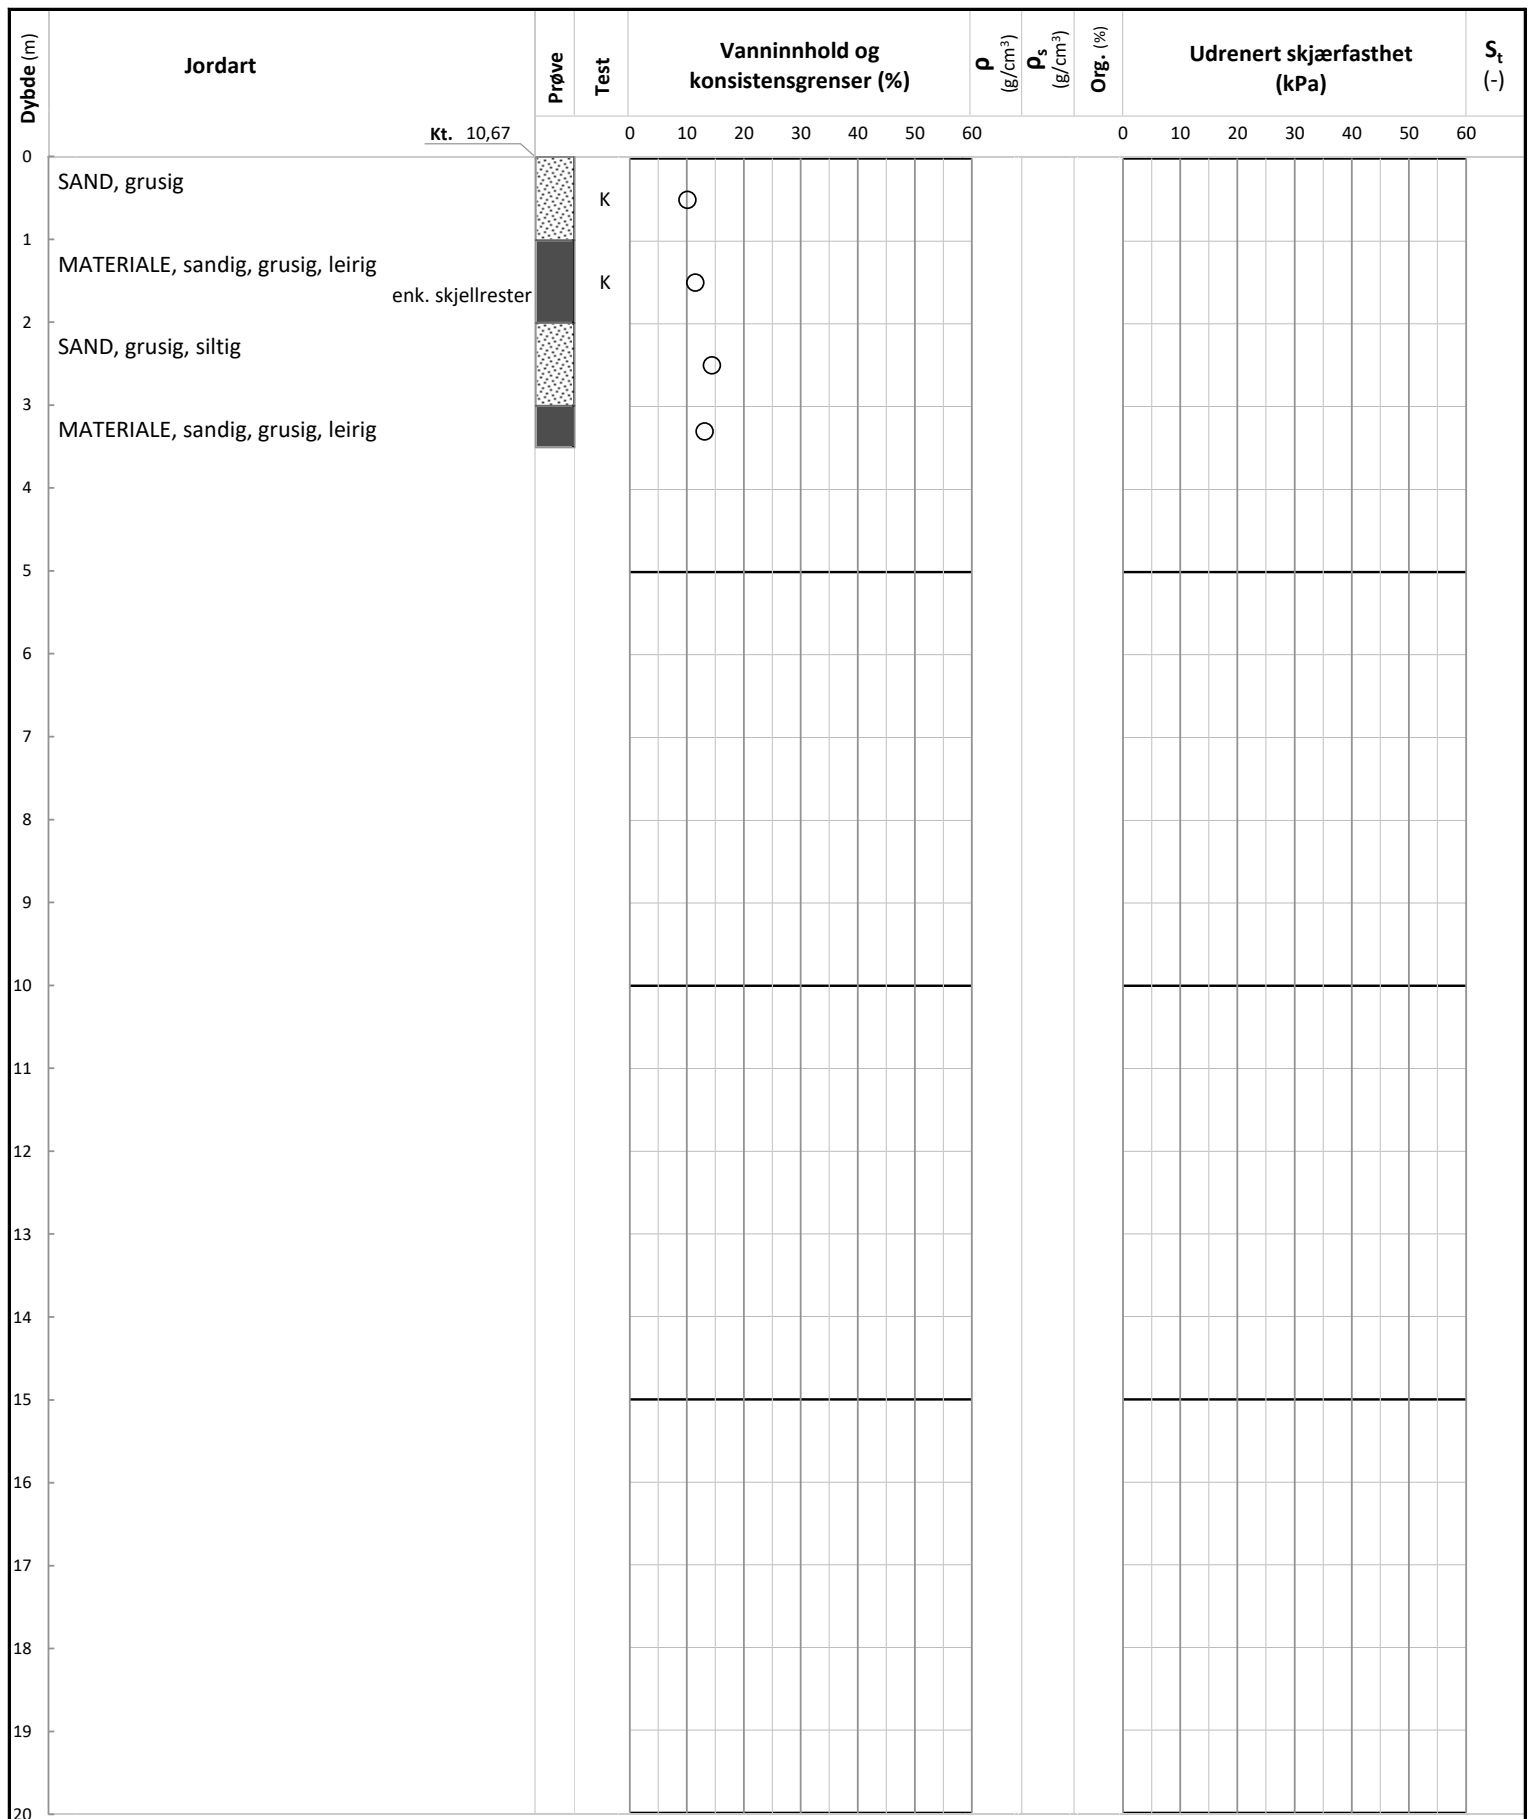 Dybde (m)
Jordart
Prøve
Test
Vanninnhold og
konsistensgrenser (%)
ρ
(g/cm³)
ρₛ
(g/cm³)
Org. (%)
Udrenert skjærfasthet
(kPa)
Sₜ
(-)
Kt. 10,67
0 10 20 30 40 50 60
0 10 20 30 40 50 60
0
SAND, grusig
K
1
MATERIALE, sandig, grusig, leirig
enk. skjellrester
K
2
SAND, grusig, siltig
3
MATERIALE, sandig, grusig, leirig
4
5
6
7
8
9
10
11
12
13
14
15
16
17
18
19
20